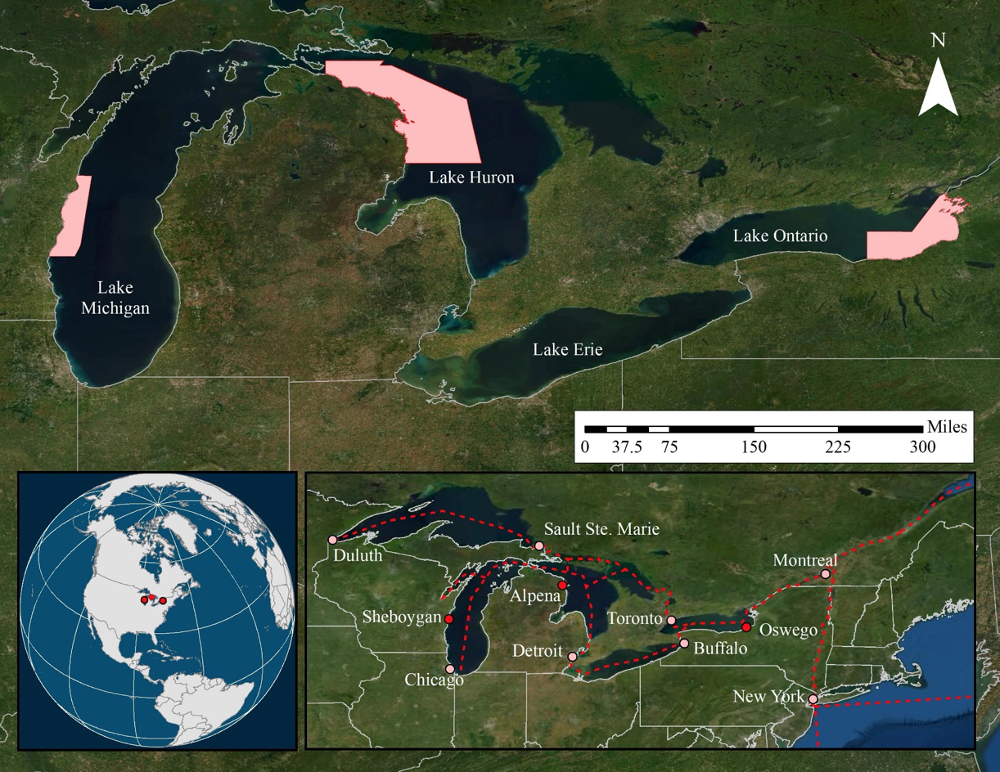 N
Lake Huron
Lake Ontario
Lake
Michigan
Lake Erie
Miles
0 37.5 75 150 225 300
Sault Ste. Marie
Duluth
Montreal
Alpena
Sheboygan
Toronto
Oswego
Detroit
Buffalo
Chicago
New York